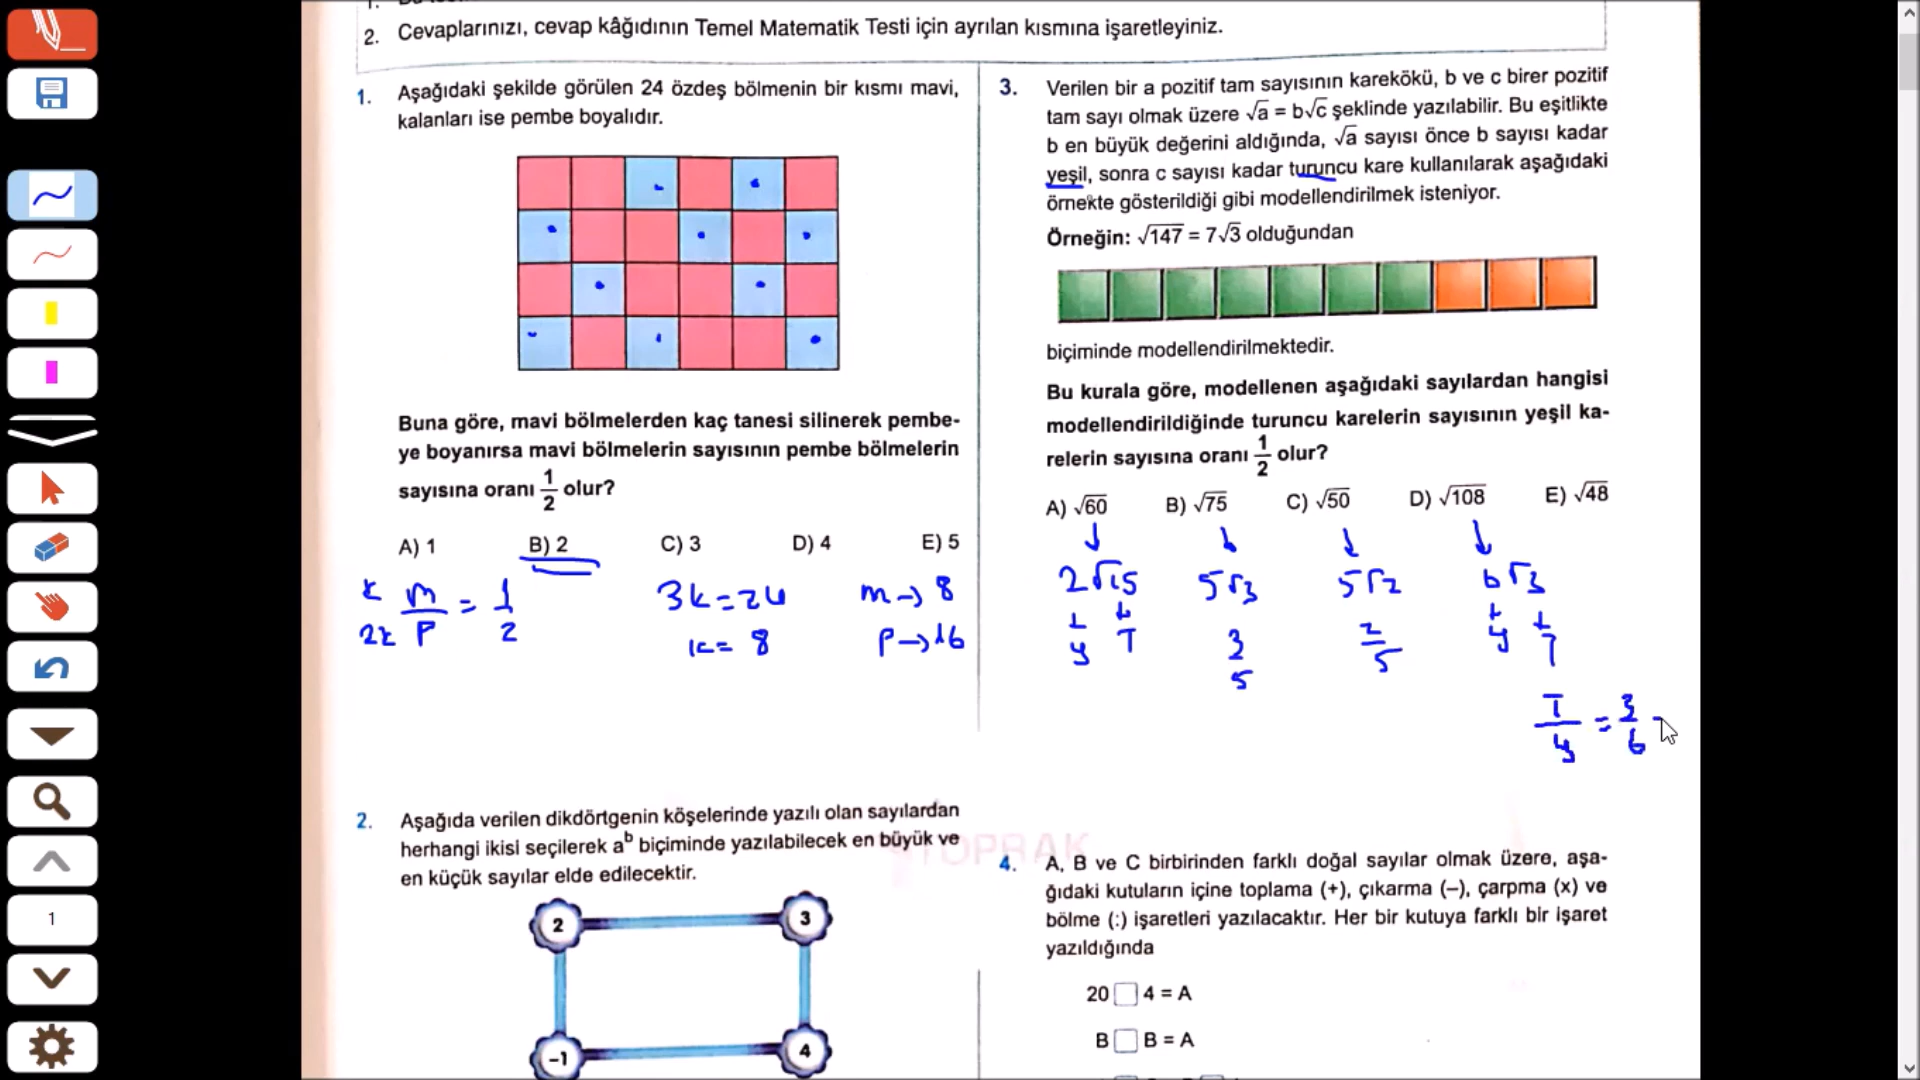 2. Cevaplarınızı, cevap kâğıdının Temel Matematik Testi için ayrılan kısmına işaretleyiniz.
1. Aşağıdaki şekilde görülen 24 özdeş bölmenin bir kısmı mavi,
kalanları ise pembe boyalıdır.
Buna göre, mavi bölmelerden kaç tanesi silinerek pembe-
ye boyanırsa mavi bölmelerin sayısının pembe bölmelerin
sayısına oranı 1/2 olur?
A) 1 B) 2 C) 3 D) 4 E) 5
k m/P = 1/2 2k
3k=24
k= 8
m→ 8
P→16
2. Aşağıda verilen dikdörtgenin köşelerinde yazılı olan sayılardan
herhangi ikisi seçilerek a^b biçiminde yazılabilecek en büyük ve
en küçük sayılar elde edilecektir.
2 3
-1 4
3. Verilen bir a pozitif tam sayısının karekökü, b ve c birer pozitif
tam sayı olmak üzere √a = b√c şeklinde yazılabilir. Bu eşitlikte
b en büyük değerini aldığında, √a sayısı önce b sayısı kadar
yeşil, sonra c sayısı kadar turuncu kare kullanılarak aşağıdaki
örnekte gösterildiği gibi modellendirilmek isteniyor.
Örneğin: √147 = 7√3 olduğundan
biçiminde modellendirilmektedir.
Bu kurala göre, modellenen aşağıdaki sayılardan hangisi
modellendirildiğinde turuncu karelerin sayısının yeşil ka-
relerin sayısına oranı 1/2 olur?
A) √60 B) √75 C) √50 D) √108 E) √48
2√15 5√3 5√2 6√3
y T 3/5 2/5 y T
T/y = 3/6
TOPRAK
4. A, B ve C birbirinden farklı doğal sayılar olmak üzere, aşa-
ğıdaki kutuların içine toplama (+), çıkarma (–), çarpma (x) ve
bölme (:) işaretleri yazılacaktır. Her bir kutuya farklı bir işaret
yazıldığında
20 □ 4 = A
B □ B = A
1